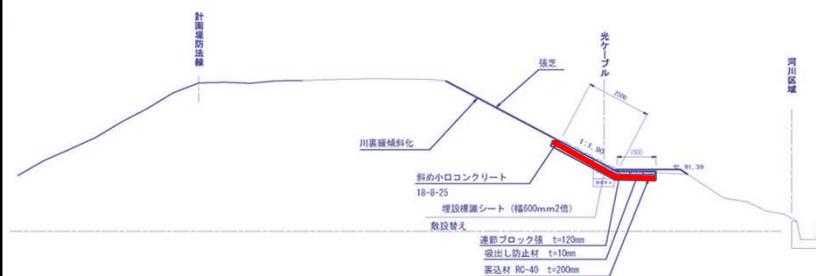 計画堤防法線
光ケーブル
河川区域
張芝
2500
川裏緩傾斜化
1:1.90
1500
91.39
斜め小口コンクリート
18-8-25
埋設標識シート (幅600mm2倍)
敷設替え
連節ブロック張 t=120mm
吸出し防止材 t=10mm
裏込材 RC-40 t=200mm